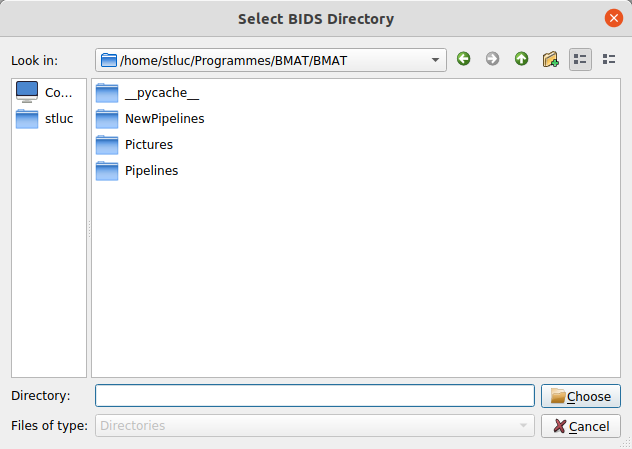 Select BIDS Directory
Look in: /home/stluc/Programmes/BMAT/BMAT
Co...
stluc
__pycache__
NewPipelines
Pictures
Pipelines
Directory: Choose
Files of type: Directories Cancel